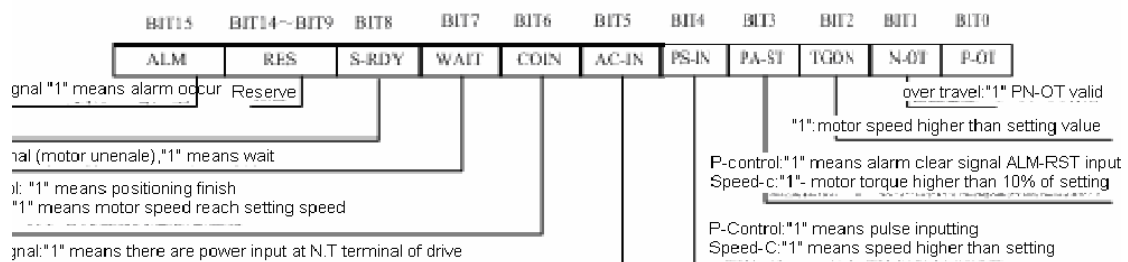 BIT15 BIT14~BIT9 BIT8 BIT7 BIT6 BIT5 BIT4 BIT3 BIT2 BIT1 BIT0
ALM RES S-RDY WAIT COIN AC-IN PS-IN PA-ST TGON N-OT P-OT
gnal "1" means alarm occur Reserve
over travel:"1" PN-OT valid
"1":motor speed higher than setting value
nal (motor unenale),"1" means wait
P-control:"1" means alarm clear signal ALM-RST input
Speed-c:"1"- motor torque higher than 10% of setting
ol: "1" means positioning finish
"1" means motor speed reach setting speed
P-Control:"1" means pulse inputting
Speed-C:"1" means speed higher than setting
gnal:"1" means there are power input at N.T terminal of drive